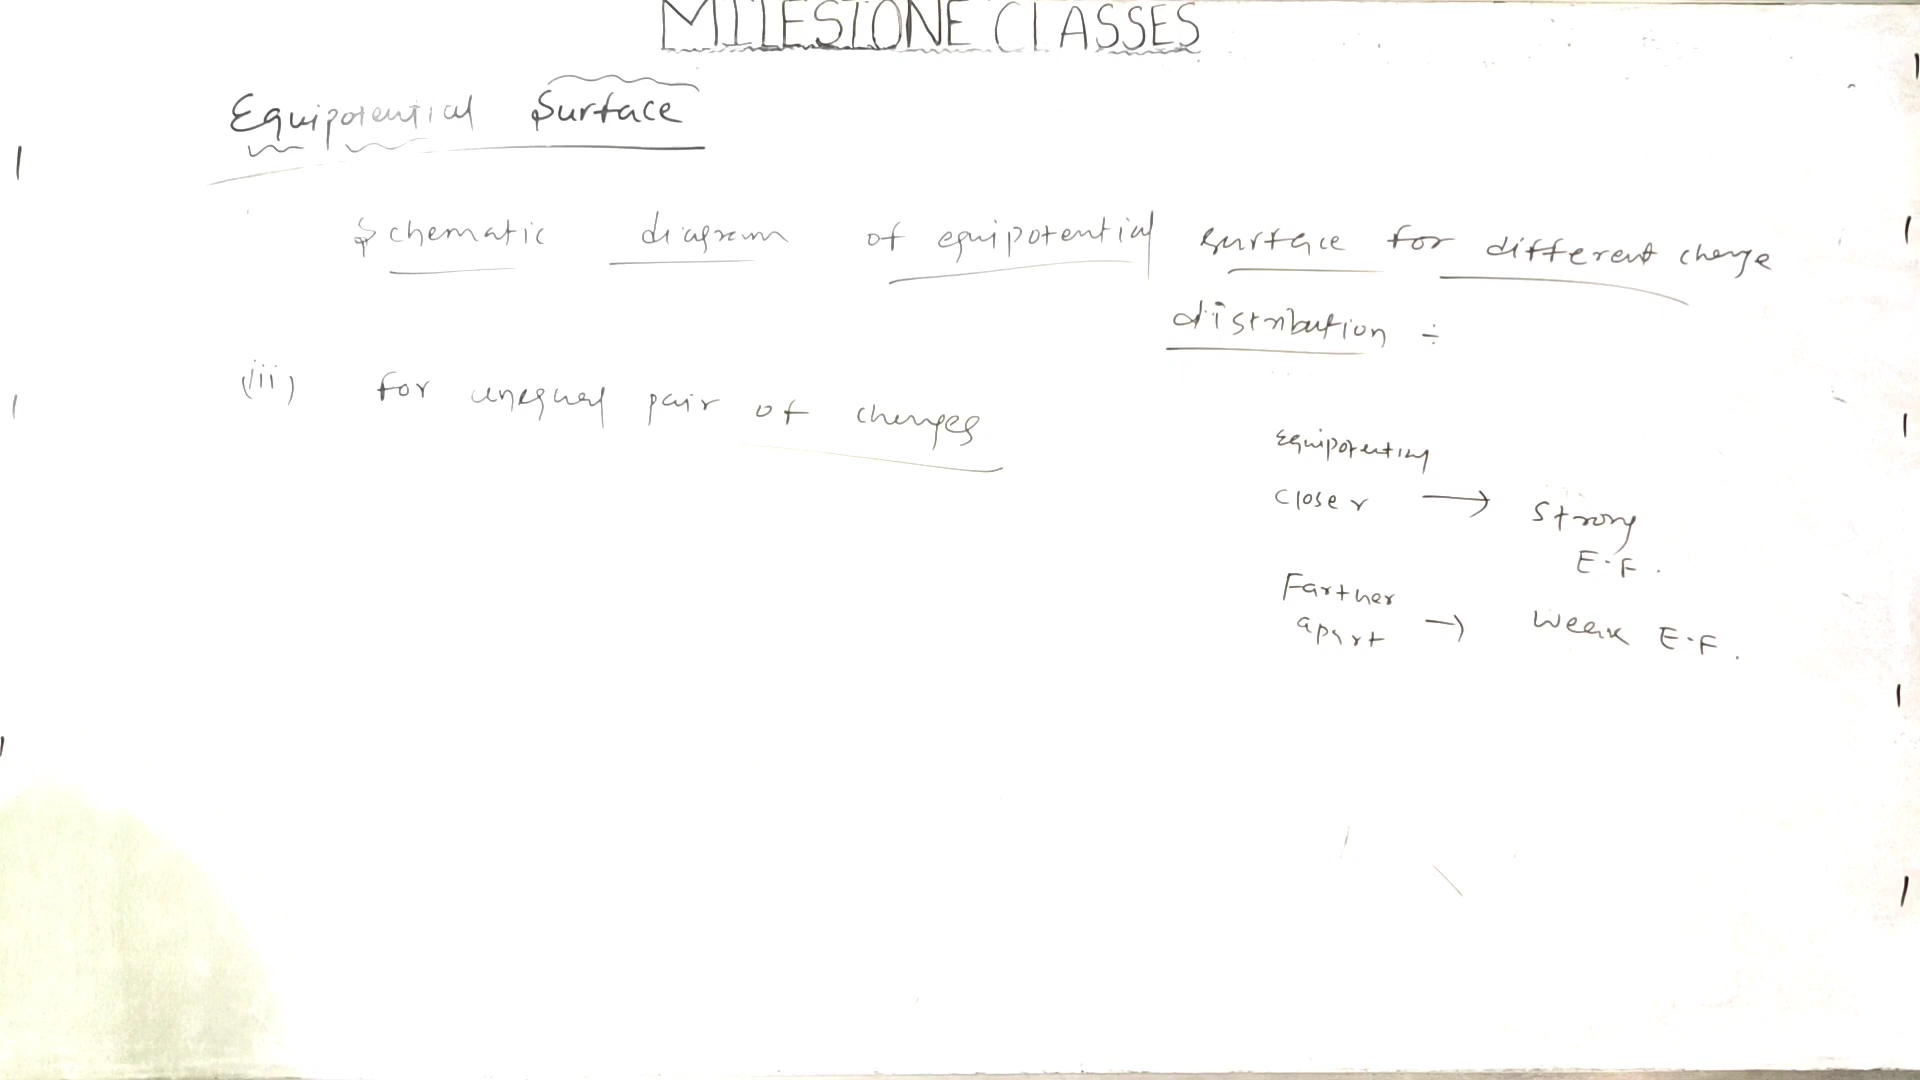 MILESTONE CLASSES
Equipotential Surface
Schematic diagram of equipotential surface for different charge
distribution ÷
(iii) for unequal pair of charges
Equipotential
closer → strong
E.F.
Farther
apart → weak E.F.